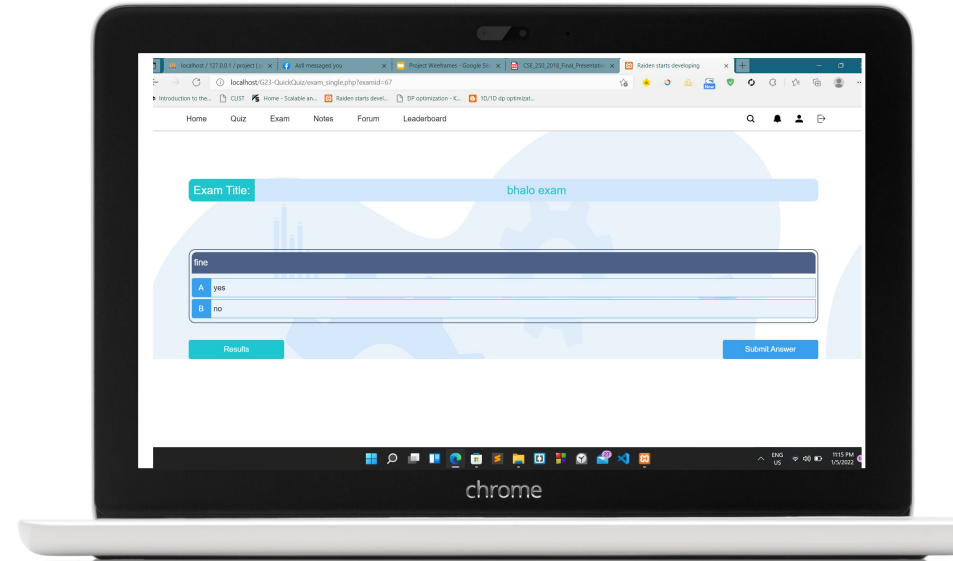 localhost / 127.0.0.1 / project | p
Asll messaged you
Project Wireframes - Google Sli
CSE_250_2018_Final_Presentatio
Raiden starts developing
localhost/G23-QuickQuiz/exam_single.php?examid=67
Introduction to the...
CLIST
Home - Scalable an...
Raiden starts devel...
DP optimization - K...
1D/1D dp optimizat...
Home Quiz Exam Notes Forum Leaderboard
Exam Title: bhalo exam
fine
A yes
B no
Results
Submit Answer
ENG
US
11:15 PM
1/5/2022
chrome